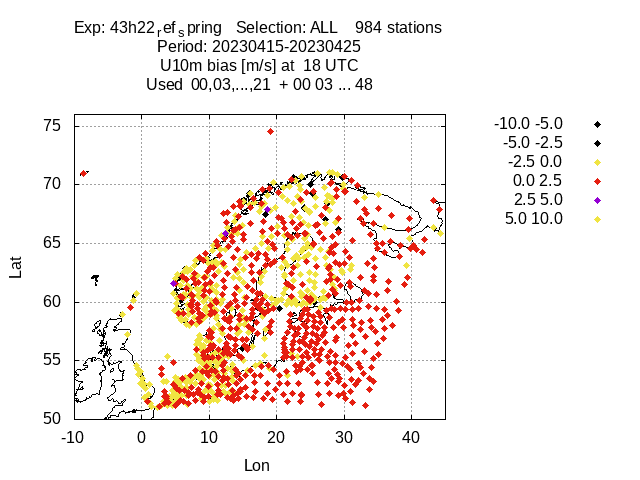 Exp: 43h22refspring Selection: ALL 984 stations
Period: 20230415-20230425
U10m bias [m/s] at 18 UTC
Used 00,03,...,21 + 00 03 ... 48
-10.0 -5.0
-5.0 -2.5
-2.5 0.0
0.0 2.5
2.5 5.0
5.0 10.0
75
70
65
60
55
50
Lat
-10 0 10 20 30 40
Lon